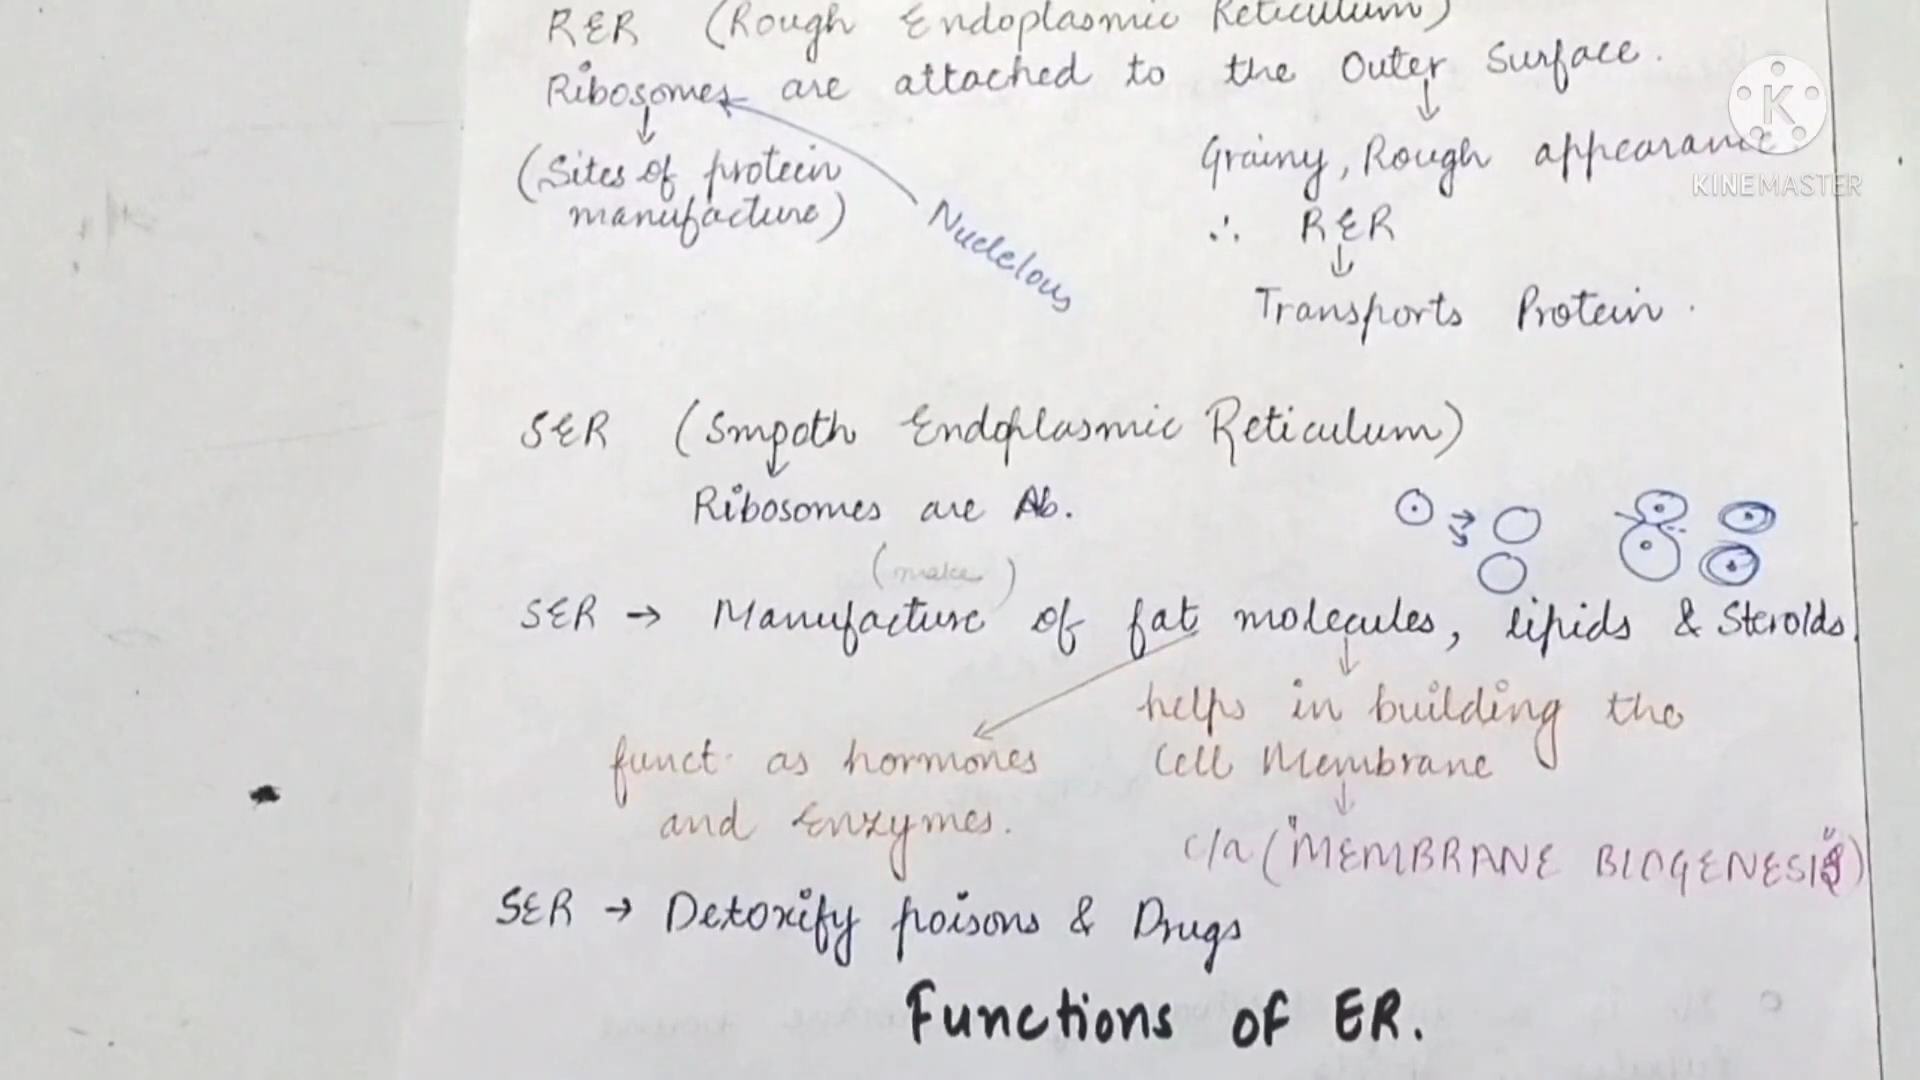 RER (Rough Endoplasmic Reticulum)
Ribosomes are attached to the Outer Surface.
(Sites of protein manufacture)
Nucleolous
Grainy, Rough appearance
∴ RER
Transports Protein.
K
KINEMASTER
SER (Smooth Endoplasmic Reticulum)
Ribosomes are Ab.
(make)
SER → Manufacture of fat molecules, lipids & Steroids
helps in building the
Cell Membrane
funct. as hormones
and Enzymes.
c/a ("MEMBRANE BIOGENESIS")
SER → Detoxify poisons & Drugs
Functions of ER.